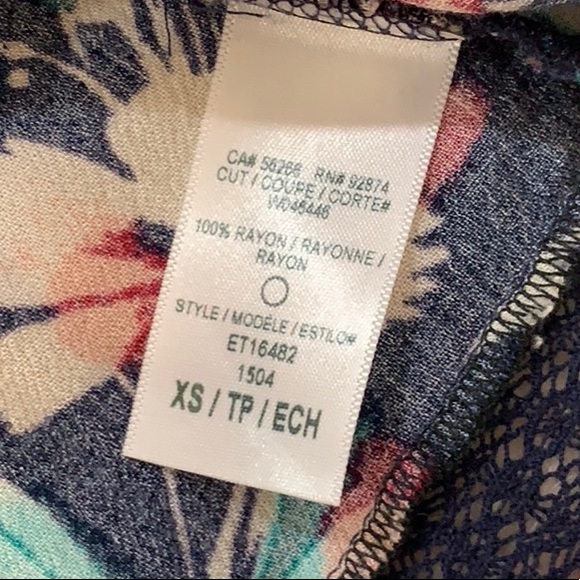 CA# 56266 RN# 92874
CUT / COUPE / CORTE#
W046446
100% RAYON / RAYONNE /
RAYON
STYLE / MODÈLE / ESTILO#
ET16482
1504
XS / TP / ECH